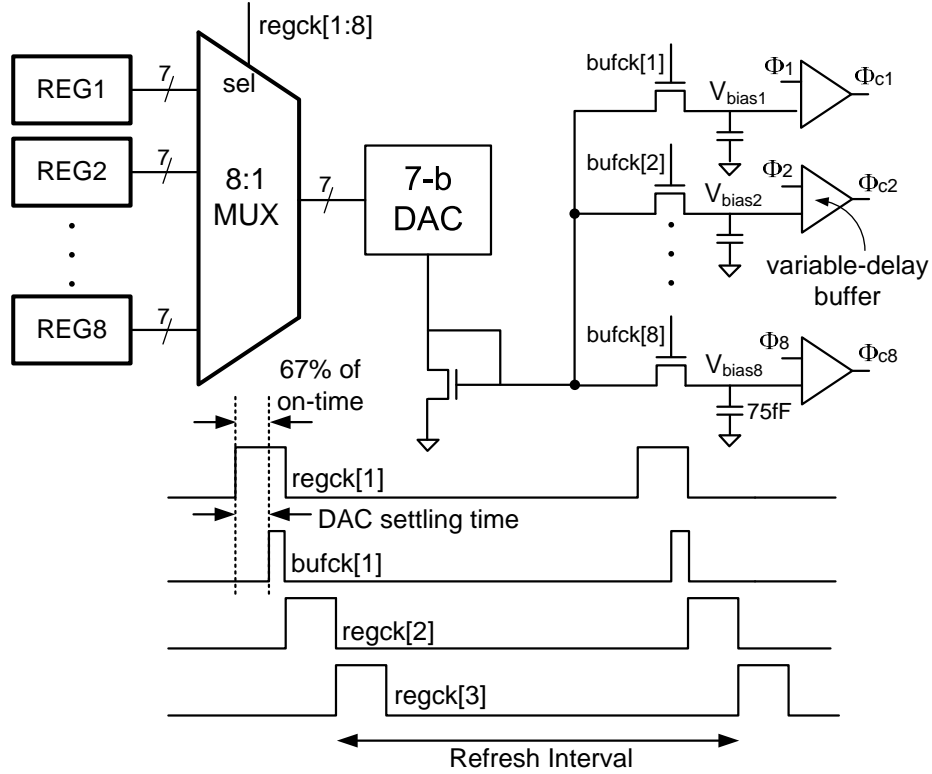 regck[1:8]
REG1
7
sel
REG2
7
8:1
MUX
7
7-b
DAC
REG8
7
bufck[1]
Vbias1
Φ1
Φc1
bufck[2]
Vbias2
Φ2
Φc2
variable-delay
buffer
bufck[8]
Vbias8
Φ8
Φc8
75fF
67% of
on-time
regck[1]
DAC settling time
bufck[1]
regck[2]
regck[3]
Refresh Interval